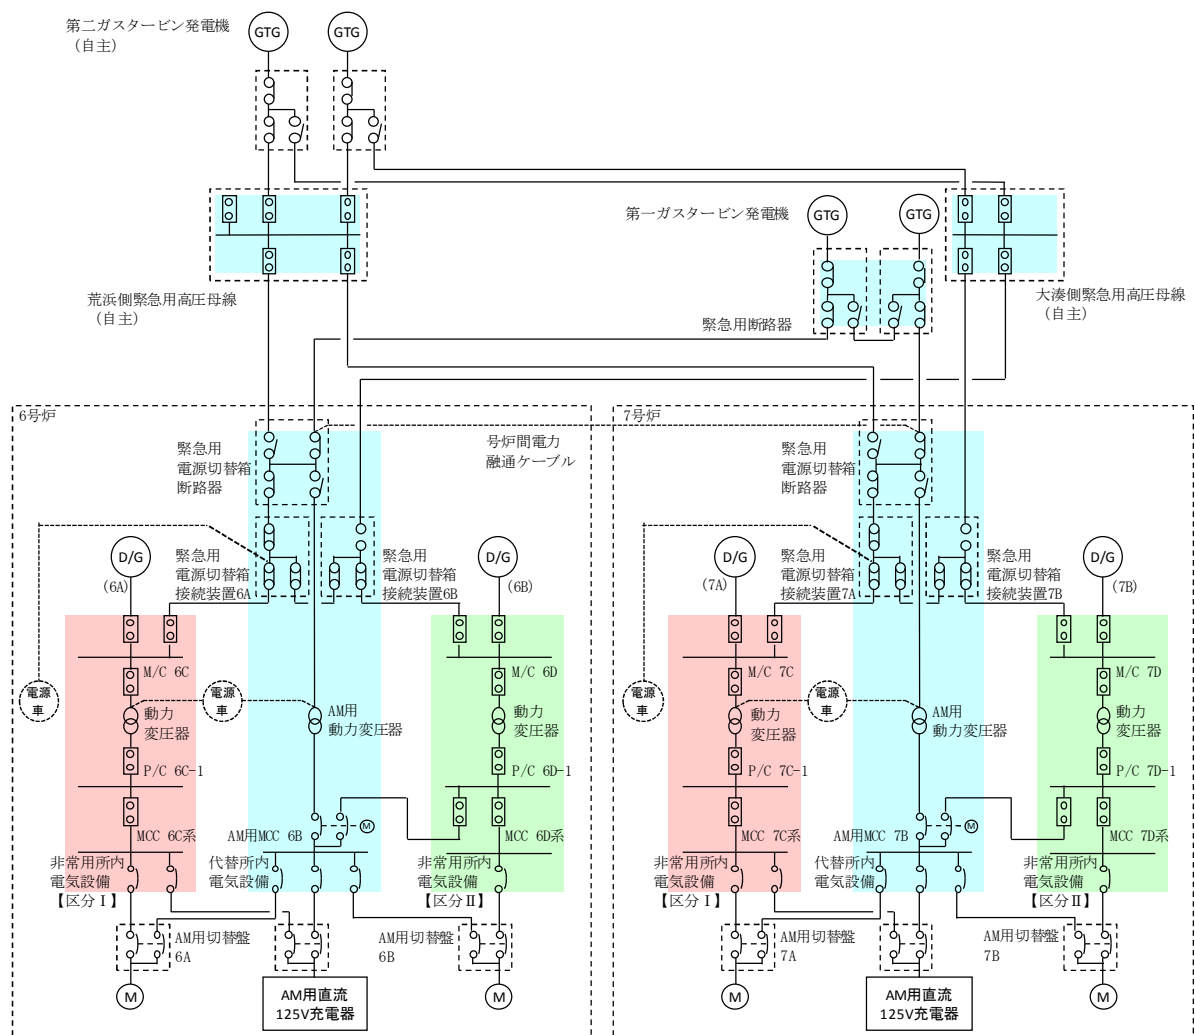 第二ガスタービン発電機
（自主）
GTG
GTG
第一ガスタービン発電機
GTG
GTG
荒浜側緊急用高圧母線
（自主）
緊急用断路器
大湊側緊急用高圧母線
（自主）
6号炉
緊急用
電源切替箱
断路器
号炉間電力
融通ケーブル
D/G
(6A)
緊急用
電源切替箱
接続装置6A
緊急用
電源切替箱
接続装置6B
D/G
(6B)
M/C 6C
M/C 6D
電源
車
電源
車
動力
変圧器
AM用
動力変圧器
動力
変圧器
P/C 6C-1
P/C 6D-1
MCC 6C系
AM用MCC 6B
M
MCC 6D系
非常用所内
電気設備
【区分Ⅰ】
代替所内
電気設備
非常用所内
電気設備
【区分Ⅱ】
AM用切替盤
6A
AM用切替盤
6B
M
AM用直流
125V充電器
M
7号炉
緊急用
電源切替箱
断路器
D/G
(7A)
緊急用
電源切替箱
接続装置7A
緊急用
電源切替箱
接続装置7B
D/G
(7B)
M/C 7C
M/C 7D
電源
車
電源
車
動力
変圧器
AM用
動力変圧器
動力
変圧器
P/C 7C-1
P/C 7D-1
MCC 7C系
AM用MCC 7B
M
MCC 7D系
非常用所内
電気設備
【区分Ⅰ】
代替所内
電気設備
非常用所内
電気設備
【区分Ⅱ】
AM用切替盤
7A
AM用切替盤
7B
M
AM用直流
125V充電器
M